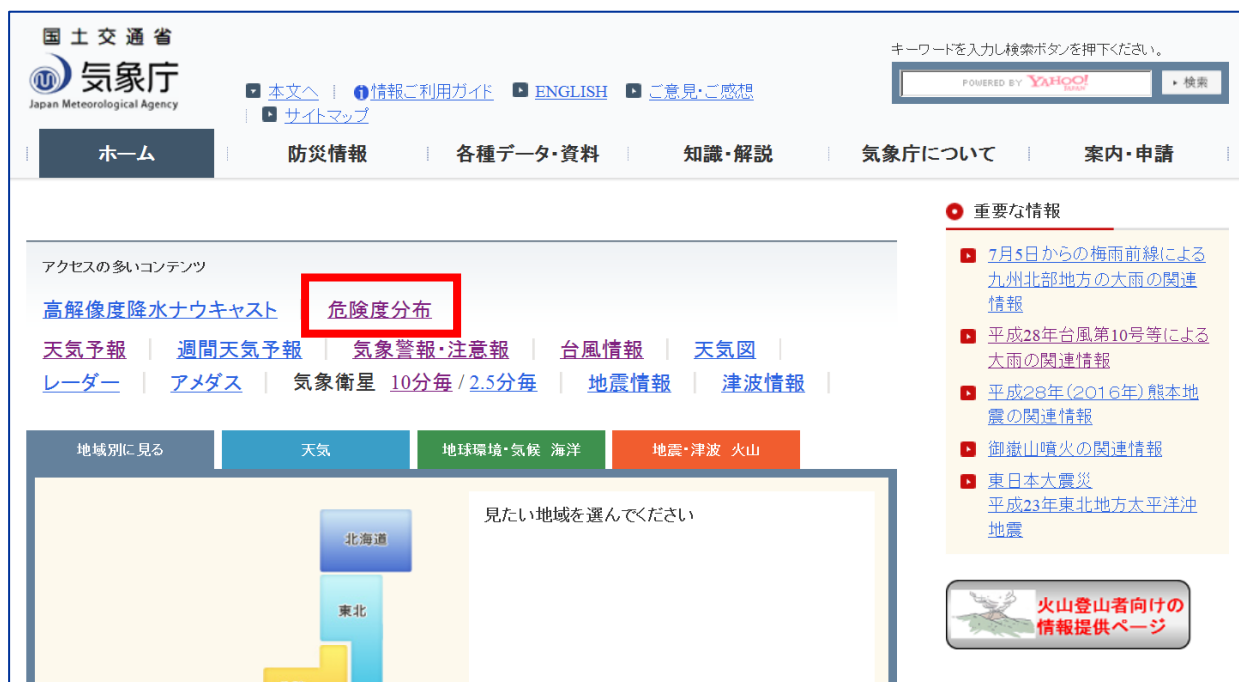 国土交通省
気象庁
Japan Meteorological Agency
本文へ | 情報ご利用ガイド ENGLISH ご意見・ご感想
| サイトマップ
キーワードを入力し検索ボタンを押下ください。
POWERED BY YAHOO! JAPAN 検索
ホーム 防災情報 各種データ・資料 知識・解説 気象庁について 案内・申請
アクセスの多いコンテンツ
高解像度降水ナウキャスト | 危険度分布
天気予報 | 週間天気予報 | 気象警報・注意報 | 台風情報 | 天気図 |
レーダー | アメダス | 気象衛星 10分毎 / 2.5分毎 | 地震情報 | 津波情報 |
地域別に見る 天気 地球環境・気候 海洋 地震・津波 火山
見たい地域を選んでください
北海道
東北
重要な情報
7月5日からの梅雨前線による
九州北部地方の大雨の関連
情報
平成28年台風第10号等による
大雨の関連情報
平成28年(2016年)熊本地
震の関連情報
御嶽山噴火の関連情報
東日本大震災
平成23年東北地方太平洋沖
地震
火山登山者向けの
情報提供ページ